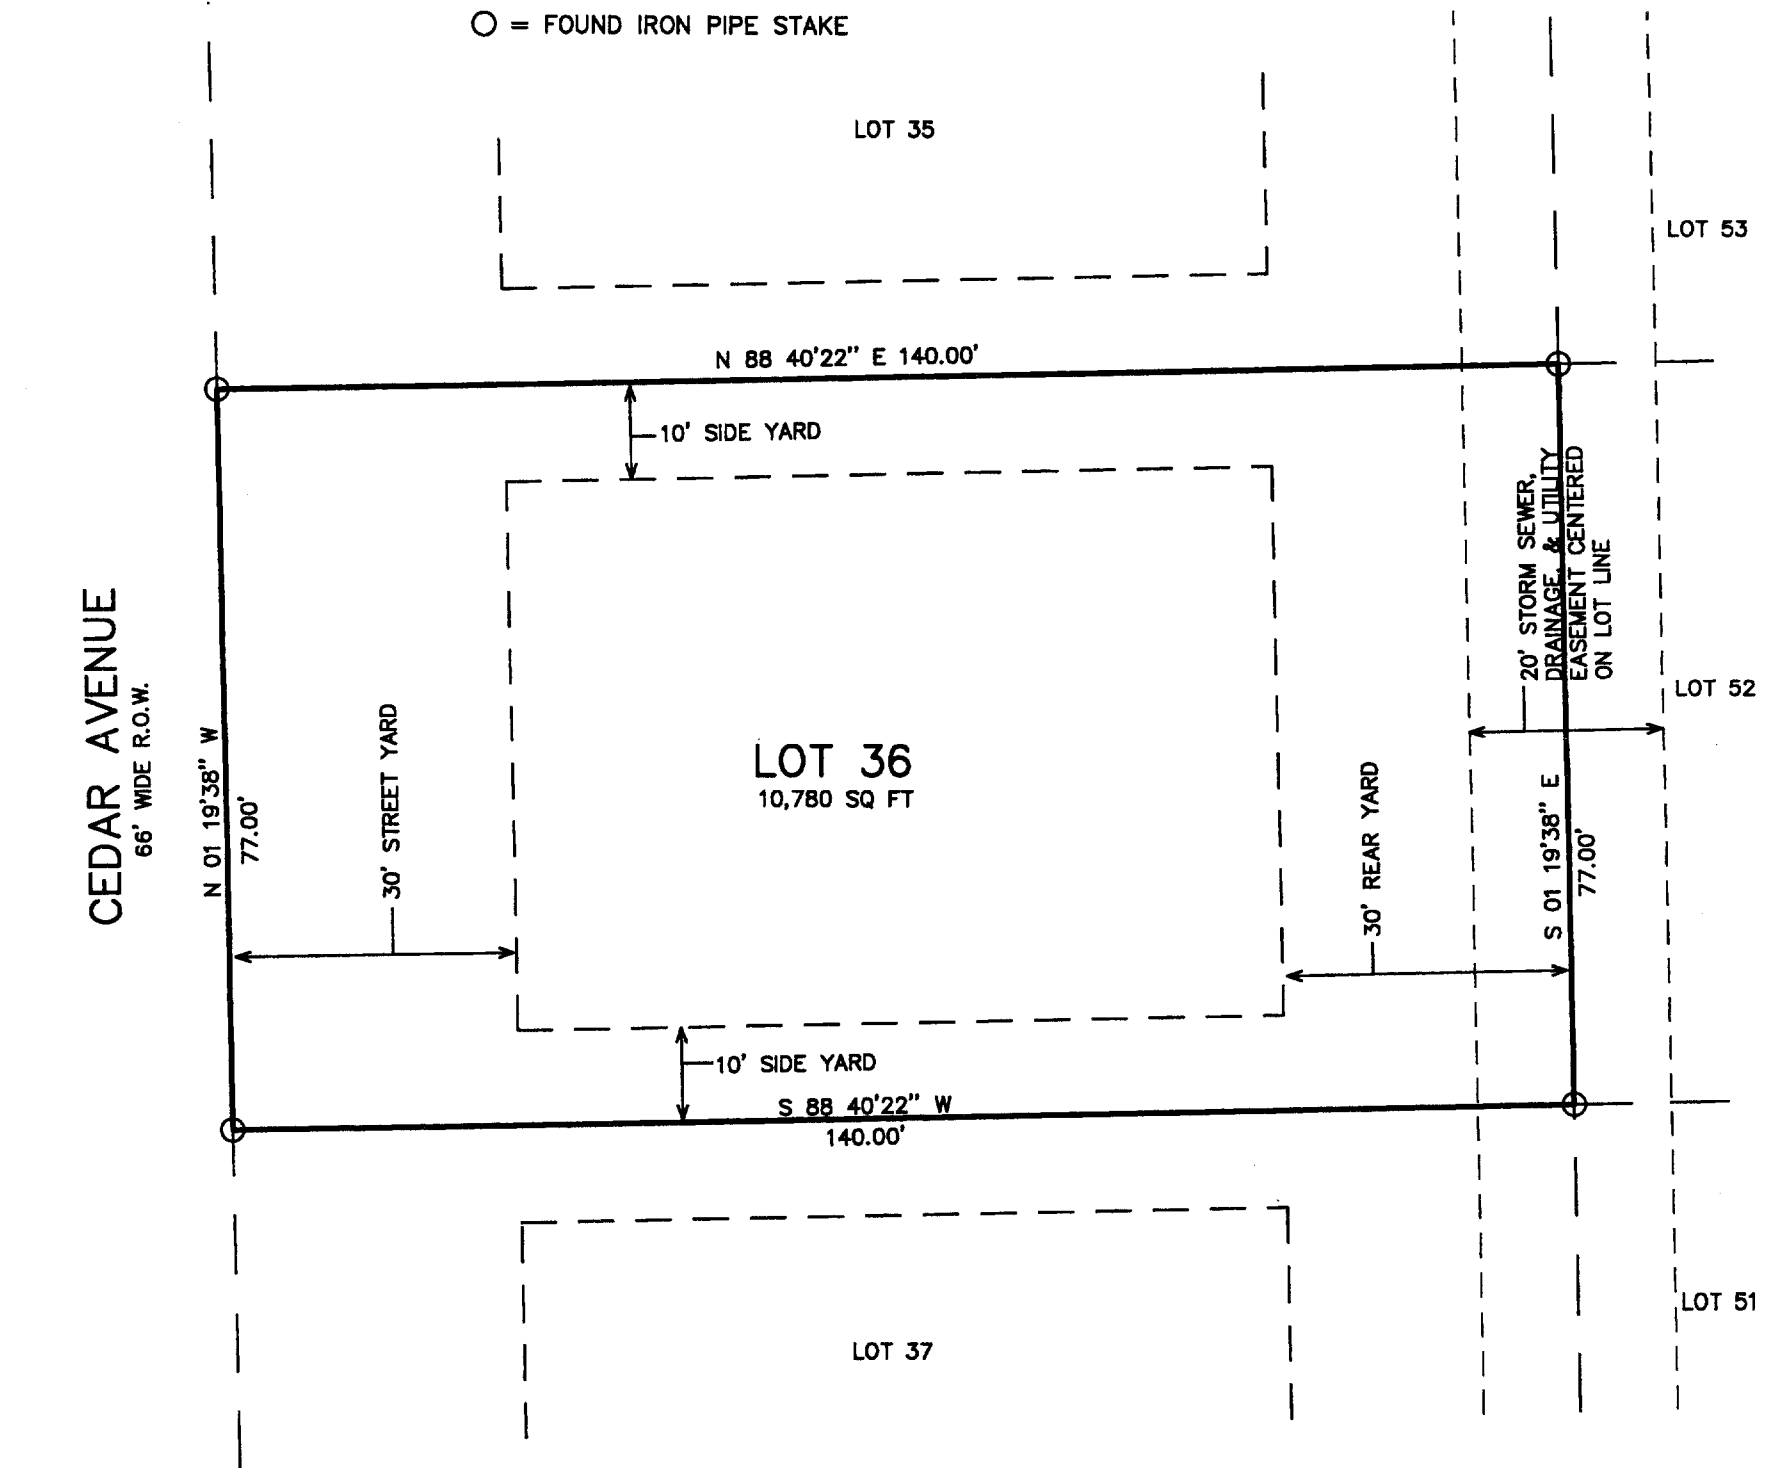 = FOUND IRON PIPE STAKE
LOT 35
LOT 53
N 88 40'22" E 140.00'
10' SIDE YARD
20' STORM SEWER,
DRAINAGE, & UTILITY
EASEMENT CENTERED
ON LOT LINE
CEDAR AVENUE
66' WIDE R.O.W.
N 01 19'38" W
77.00'
30' STREET YARD
LOT 36
10,780 SQ FT
30' REAR YARD
S 01 19'38" E
77.00'
LOT 52
10' SIDE YARD
S 88 40'22" W
140.00'
LOT 51
LOT 37